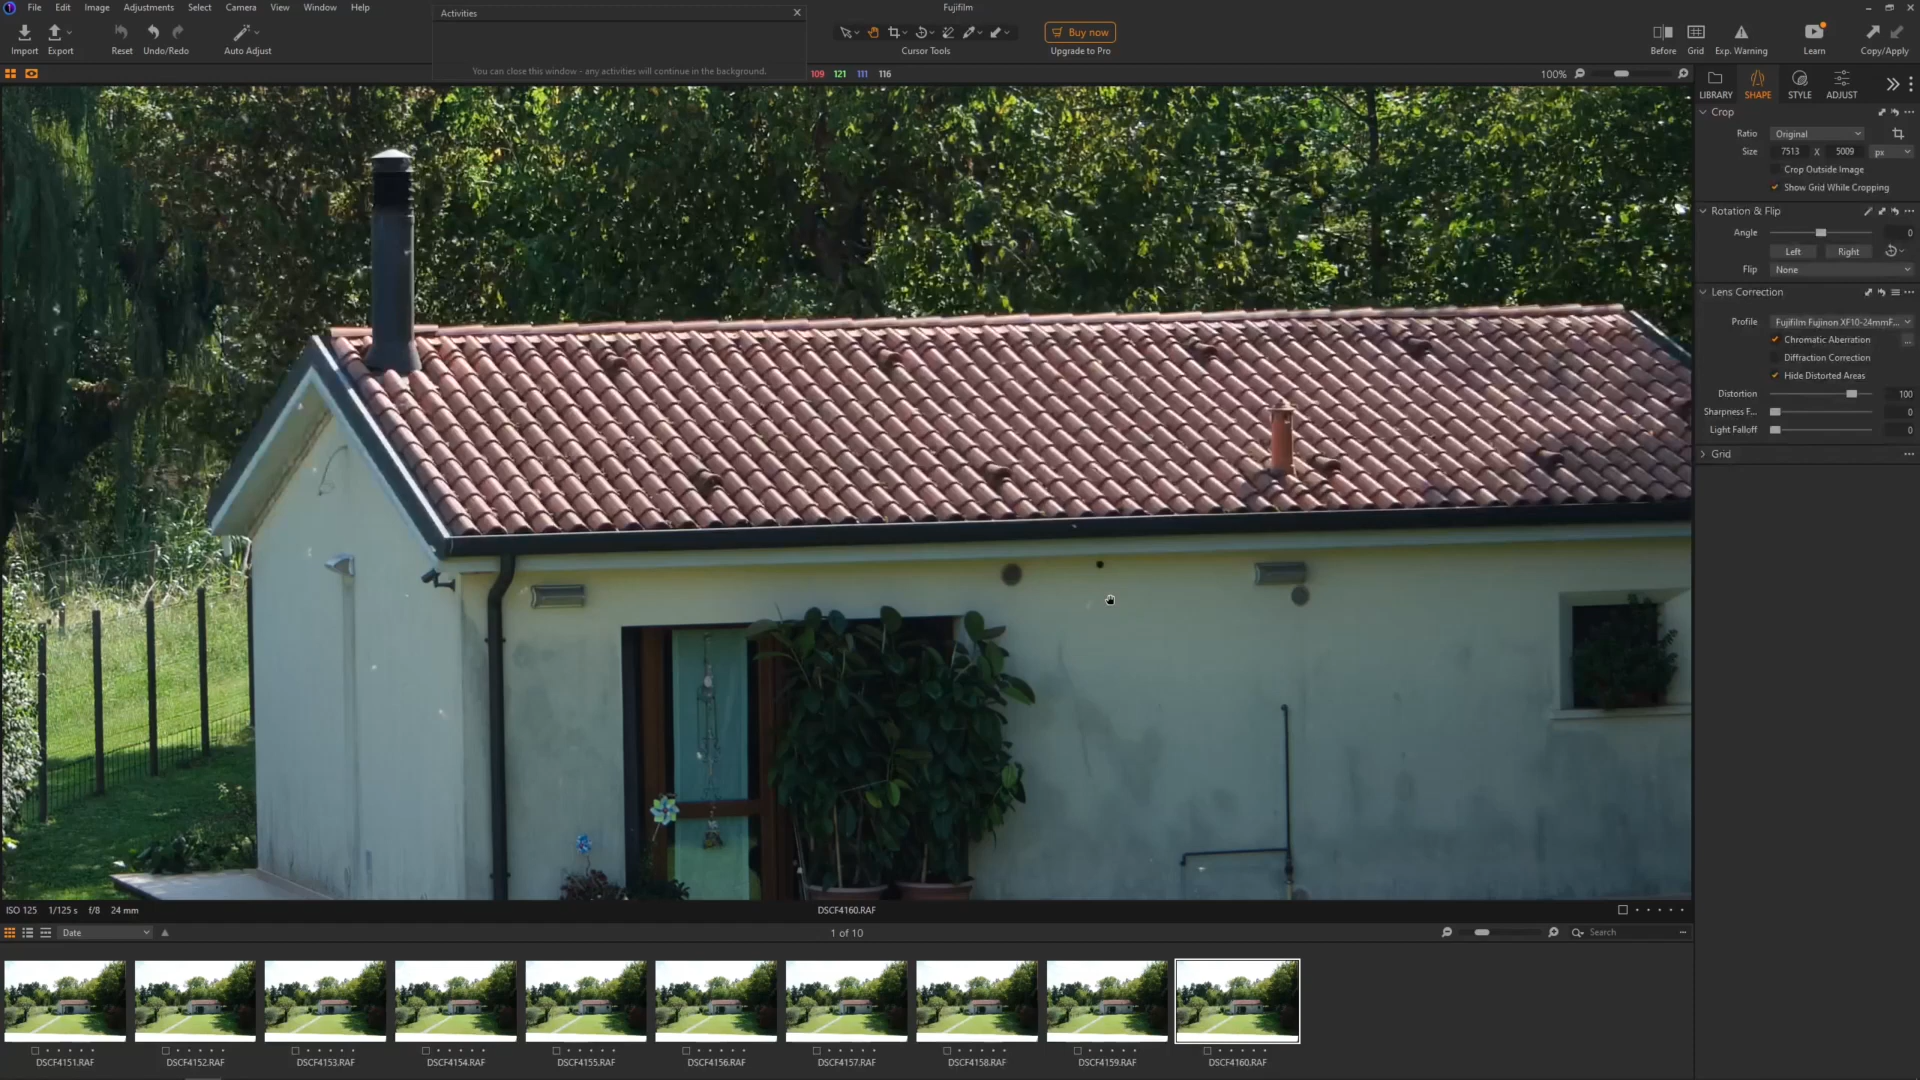 File Edit Image Adjustments Select Camera View Window Help
Activities
Fujifilm
Import Export Reset Undo/Redo Auto Adjust
Buy now
Cursor Tools Upgrade to Pro
Before Grid Exp. Warning Learn Copy/Apply
You can close this window - any activities will continue in the background.
109 121 111 116
100%
LIBRARY SHAPE STYLE ADJUST
Crop
Ratio Original
Size 7513 X 5009 px
Crop Outside Image
Show Grid While Cropping
Rotation & Flip
Angle 0
Left Right
Flip None
Lens Correction
Profile Fujifilm Fujinon XF10-24mmF...
Chromatic Aberration ...
Diffraction Correction
Hide Distorted Areas
Distortion 100
Sharpness F... 0
Light Falloff 0
Grid
ISO 125 1/125 s f/8 24 mm
DSCF4160.RAF
Date
1 of 10
Search
DSCF4151.RAF DSCF4152.RAF DSCF4153.RAF DSCF4154.RAF DSCF4155.RAF DSCF4156.RAF DSCF4157.RAF DSCF4158.RAF DSCF4159.RAF DSCF4160.RAF